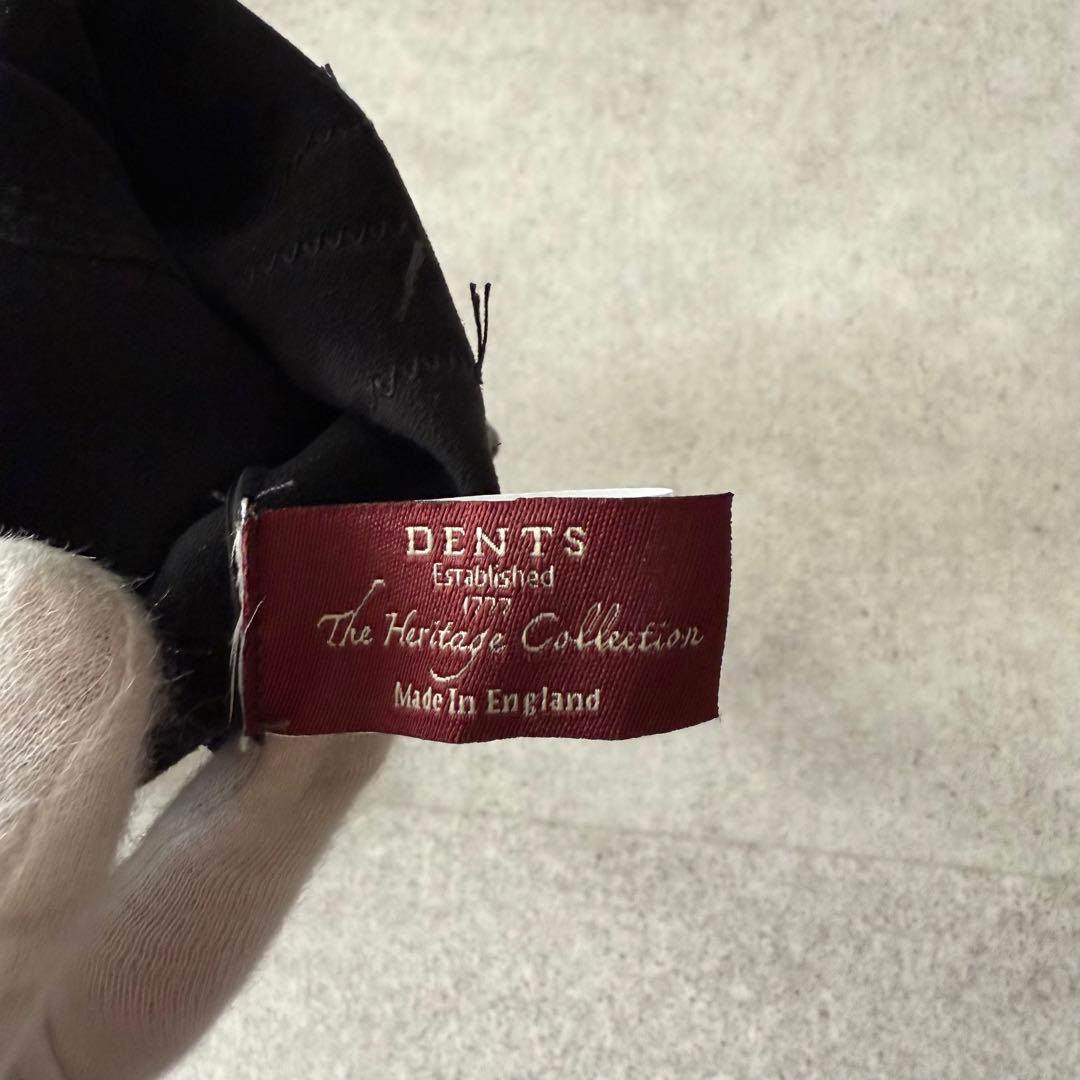 DENTS
Established
1777
The Heritage Collection
Made In England